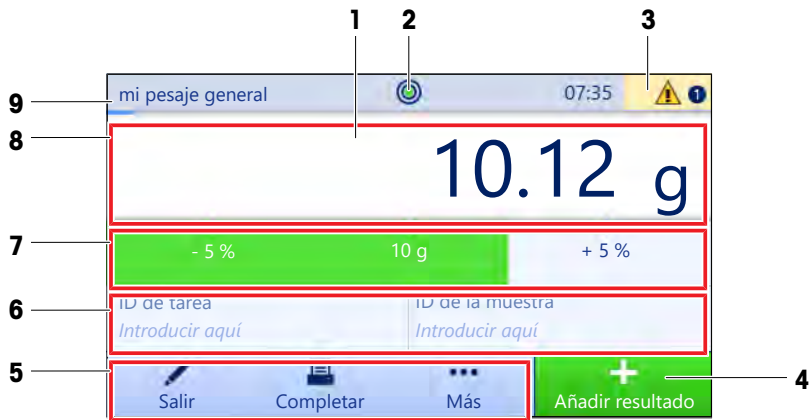 1 2 3
9 mi pesaje general 07:35 1
8 10.12 g
7 - 5 % 10 g + 5 %
6 ID de tarea ID de la muestra
Introducir aquí Introducir aquí
5 Salir Completar Más Añadir resultado 4